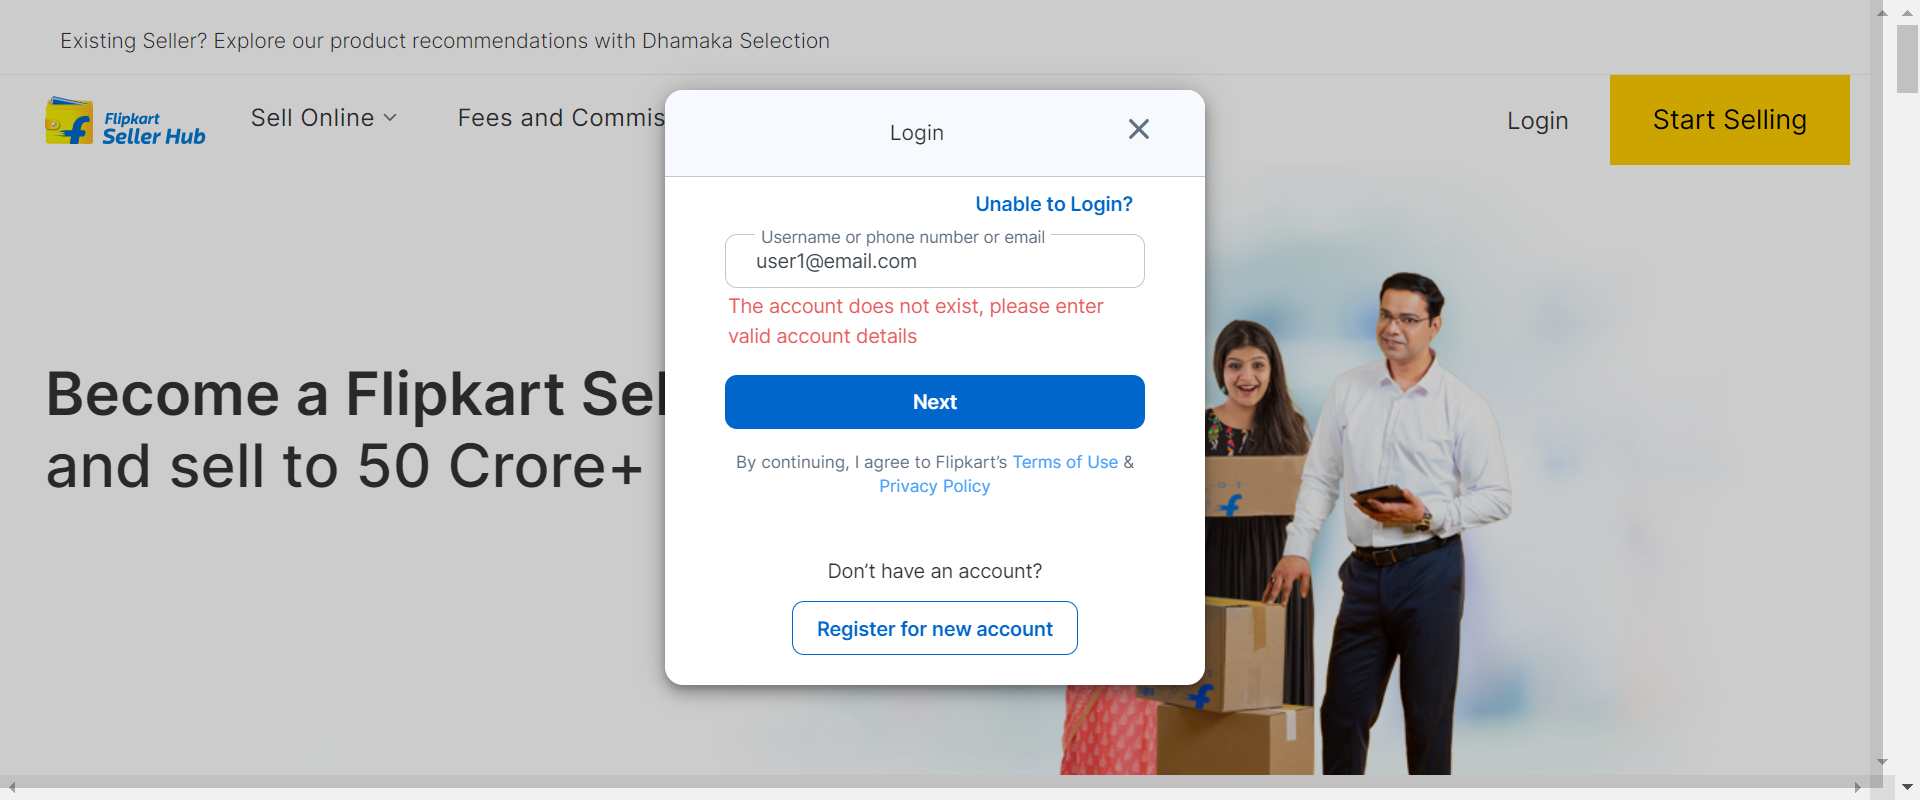 Existing Seller? Explore our product recommendations with Dhamaka Selection
Flipkart
Seller Hub
Sell Online
Fees and Commis
Login
Start Selling
Login
Unable to Login?
Username or phone number or email
user1@email.com
The account does not exist, please enter
valid account details
Next
By continuing, I agree to Flipkart's Terms of Use &
Privacy Policy
Don't have an account?
Register for new account
Become a Flipkart Sel
and sell to 50 Crore+